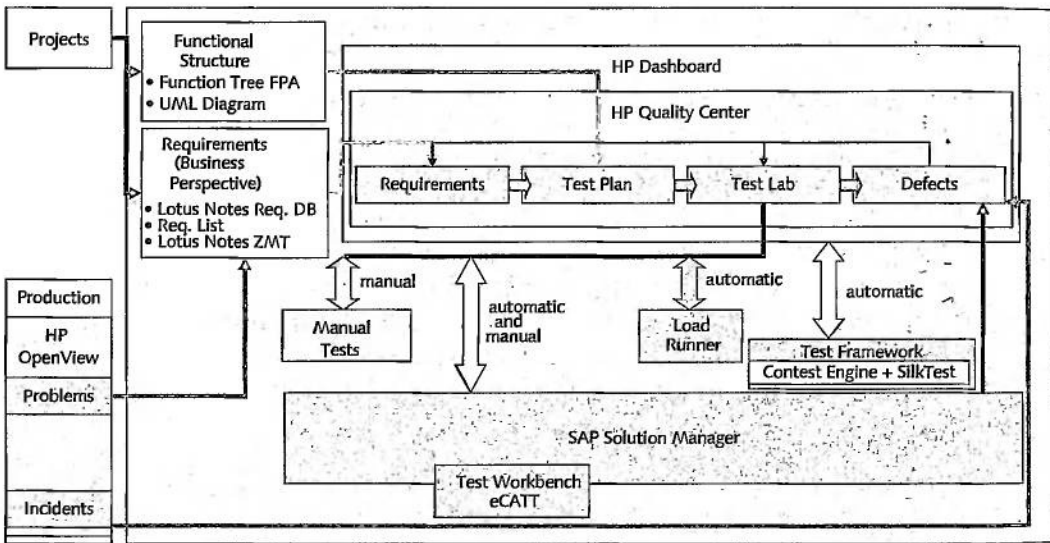 Projects
Functional
Structure
• Function Tree FPA
• UML Diagram
Requirements
(Business
Perspective)
• Lotus Notes Req. DB
• Req. List
• Lotus Notes ZMT
HP Dashboard
HP Quality Center
Requirements
Test Plan
Test Lab
Defects
manual
automatic
and
manual
automatic
automatic
Manual
Tests
Load
Runner
Test Framework
Contest Engine + SilkTest
Production
HP
OpenView
Problems
Incidents
SAP Solution Manager
Test Workbench
eCATT